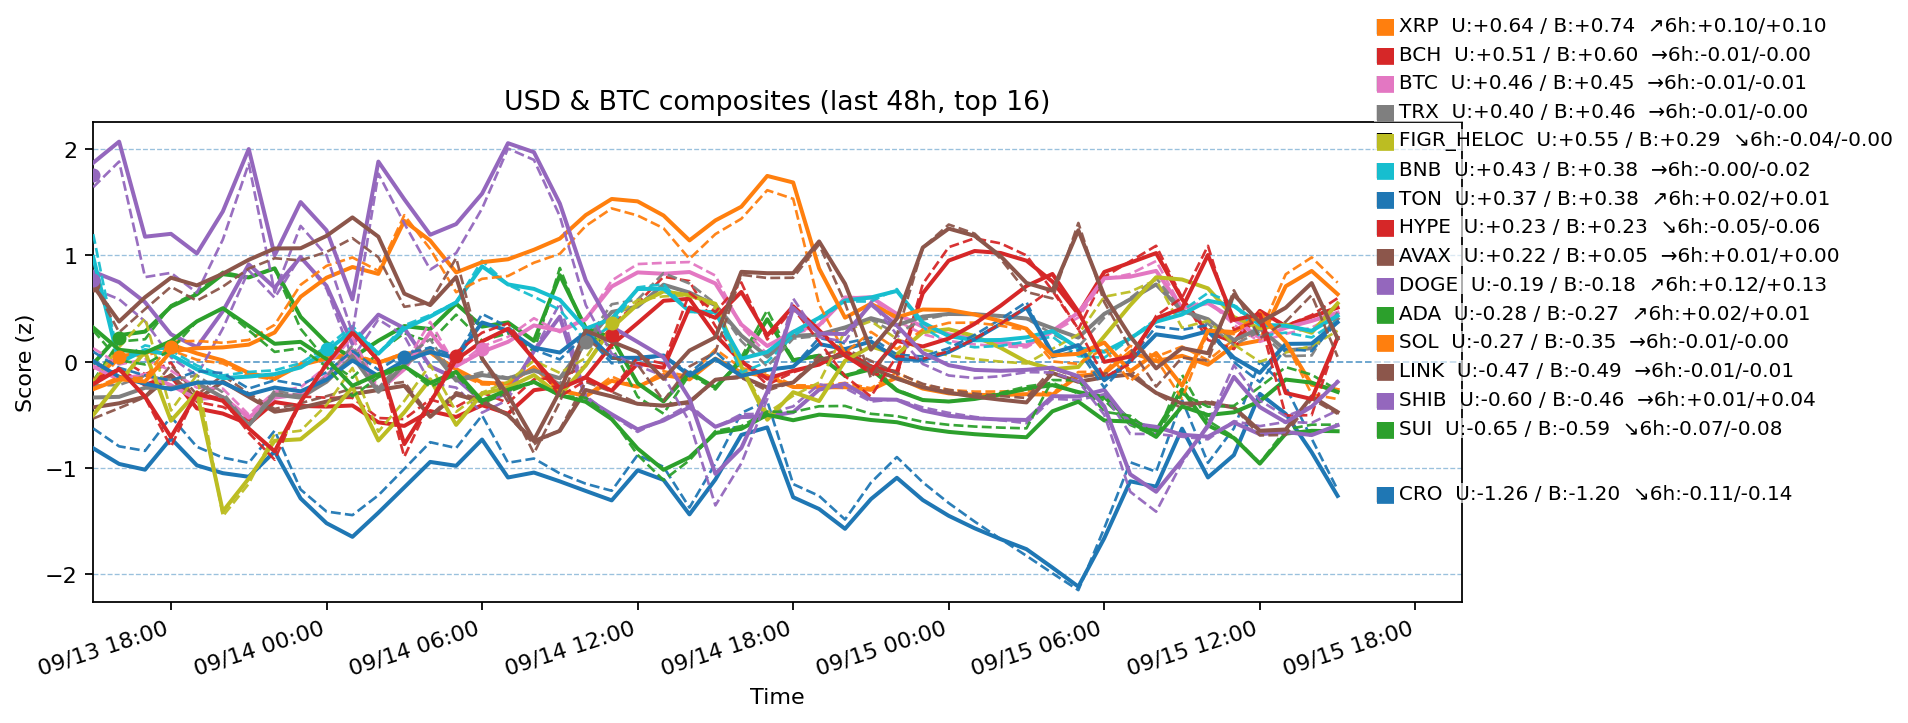 XRP U:+0.64 / B:+0.74 ↗6h:+0.10/+0.10
BCH U:+0.51 / B:+0.60 →6h:-0.01/-0.00
BTC U:+0.46 / B:+0.45 →6h:-0.01/-0.01
TRX U:+0.40 / B:+0.46 →6h:-0.01/-0.00
FIGR_HELOC U:+0.55 / B:+0.29 ↘6h:-0.04/-0.00
BNB U:+0.43 / B:+0.38 →6h:-0.00/-0.02
TON U:+0.37 / B:+0.38 ↗6h:+0.02/+0.01
HYPE U:+0.23 / B:+0.23 ↘6h:-0.05/-0.06
AVAX U:+0.22 / B:+0.05 →6h:+0.01/+0.00
DOGE U:-0.19 / B:-0.18 ↗6h:+0.12/+0.13
ADA U:-0.28 / B:-0.27 ↗6h:+0.02/+0.01
SOL U:-0.27 / B:-0.35 →6h:-0.01/-0.00
LINK U:-0.47 / B:-0.49 →6h:-0.01/-0.01
SHIB U:-0.60 / B:-0.46 →6h:+0.01/+0.04
SUI U:-0.65 / B:-0.59 ↘6h:-0.07/-0.08
CRO U:-1.26 / B:-1.20 ↘6h:-0.11/-0.14
USD & BTC composites (last 48h, top 16)
Score (z)
2
1
0
−1
−2
09/13 18:00
09/14 00:00
09/14 06:00
09/14 12:00
09/14 18:00
09/15 00:00
09/15 06:00
09/15 12:00
09/15 18:00
Time